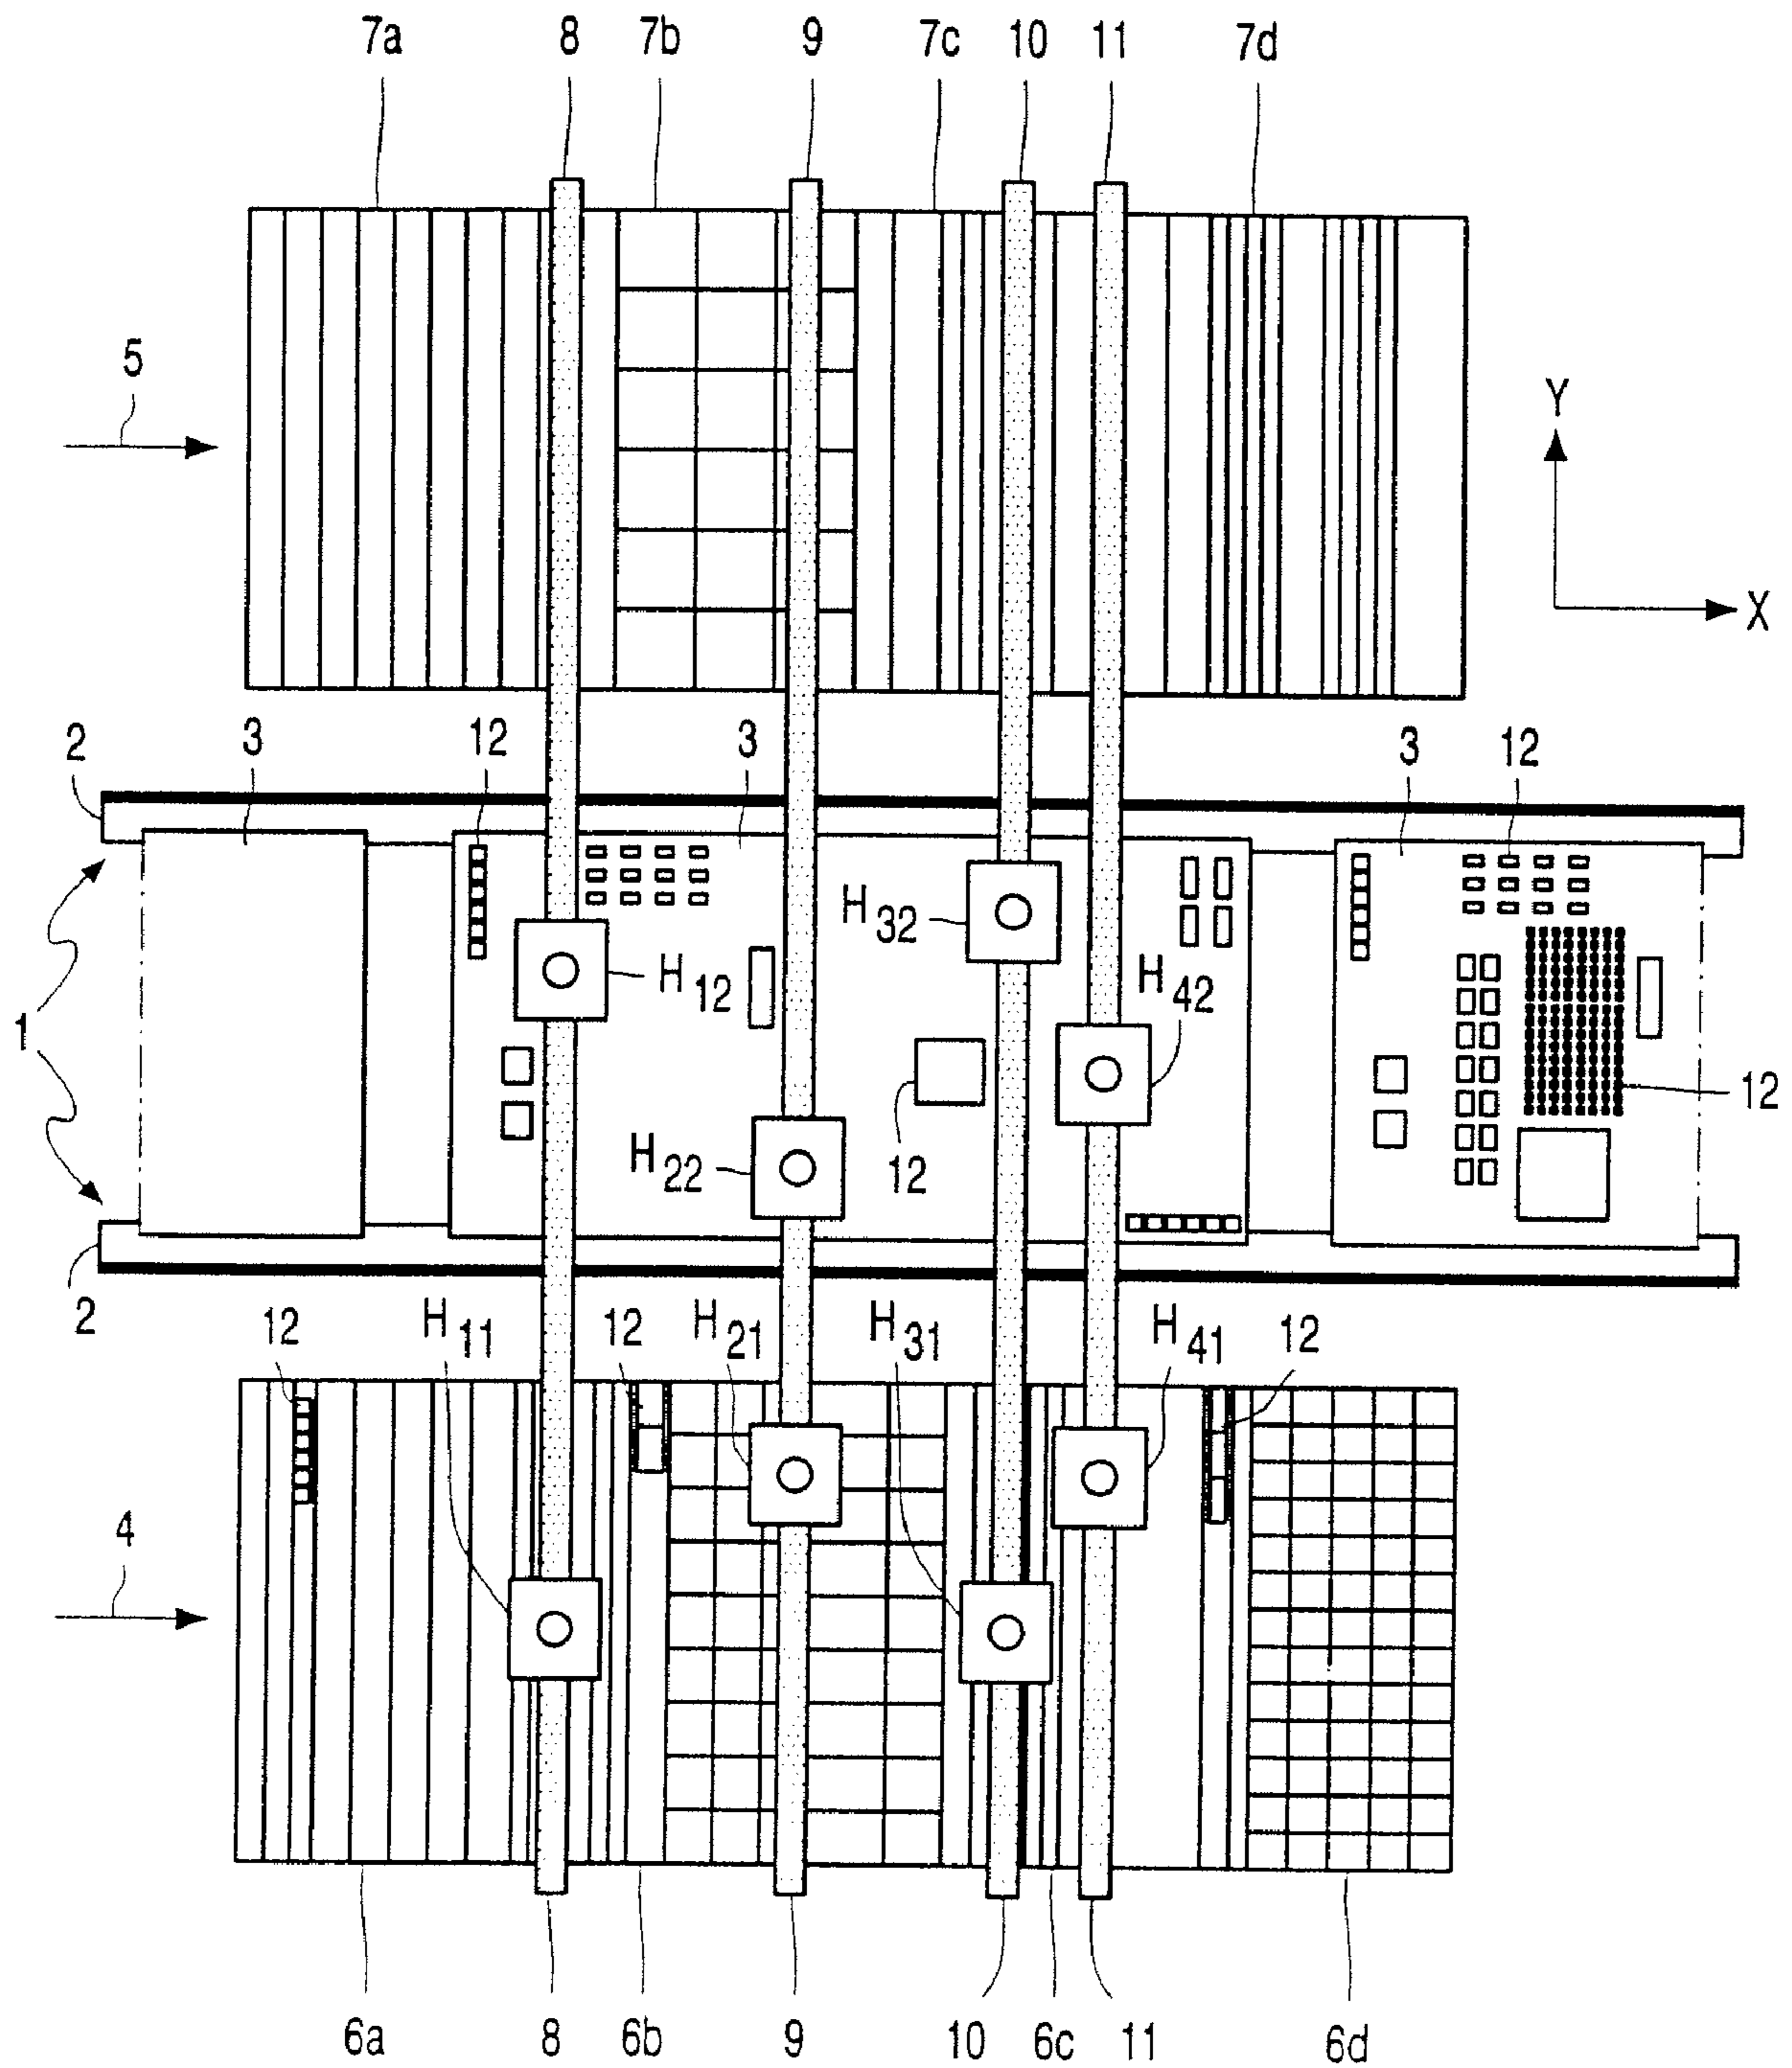 7a 8 7b 9 7c 10 11 7d
5
Y
X
2 3 12 3 3 12
H32
H12 H42
1
12
H22 12
2
12 H11 12 H21 H31 H41 12
4
6a 8 6b 9 10 6c 11 6d